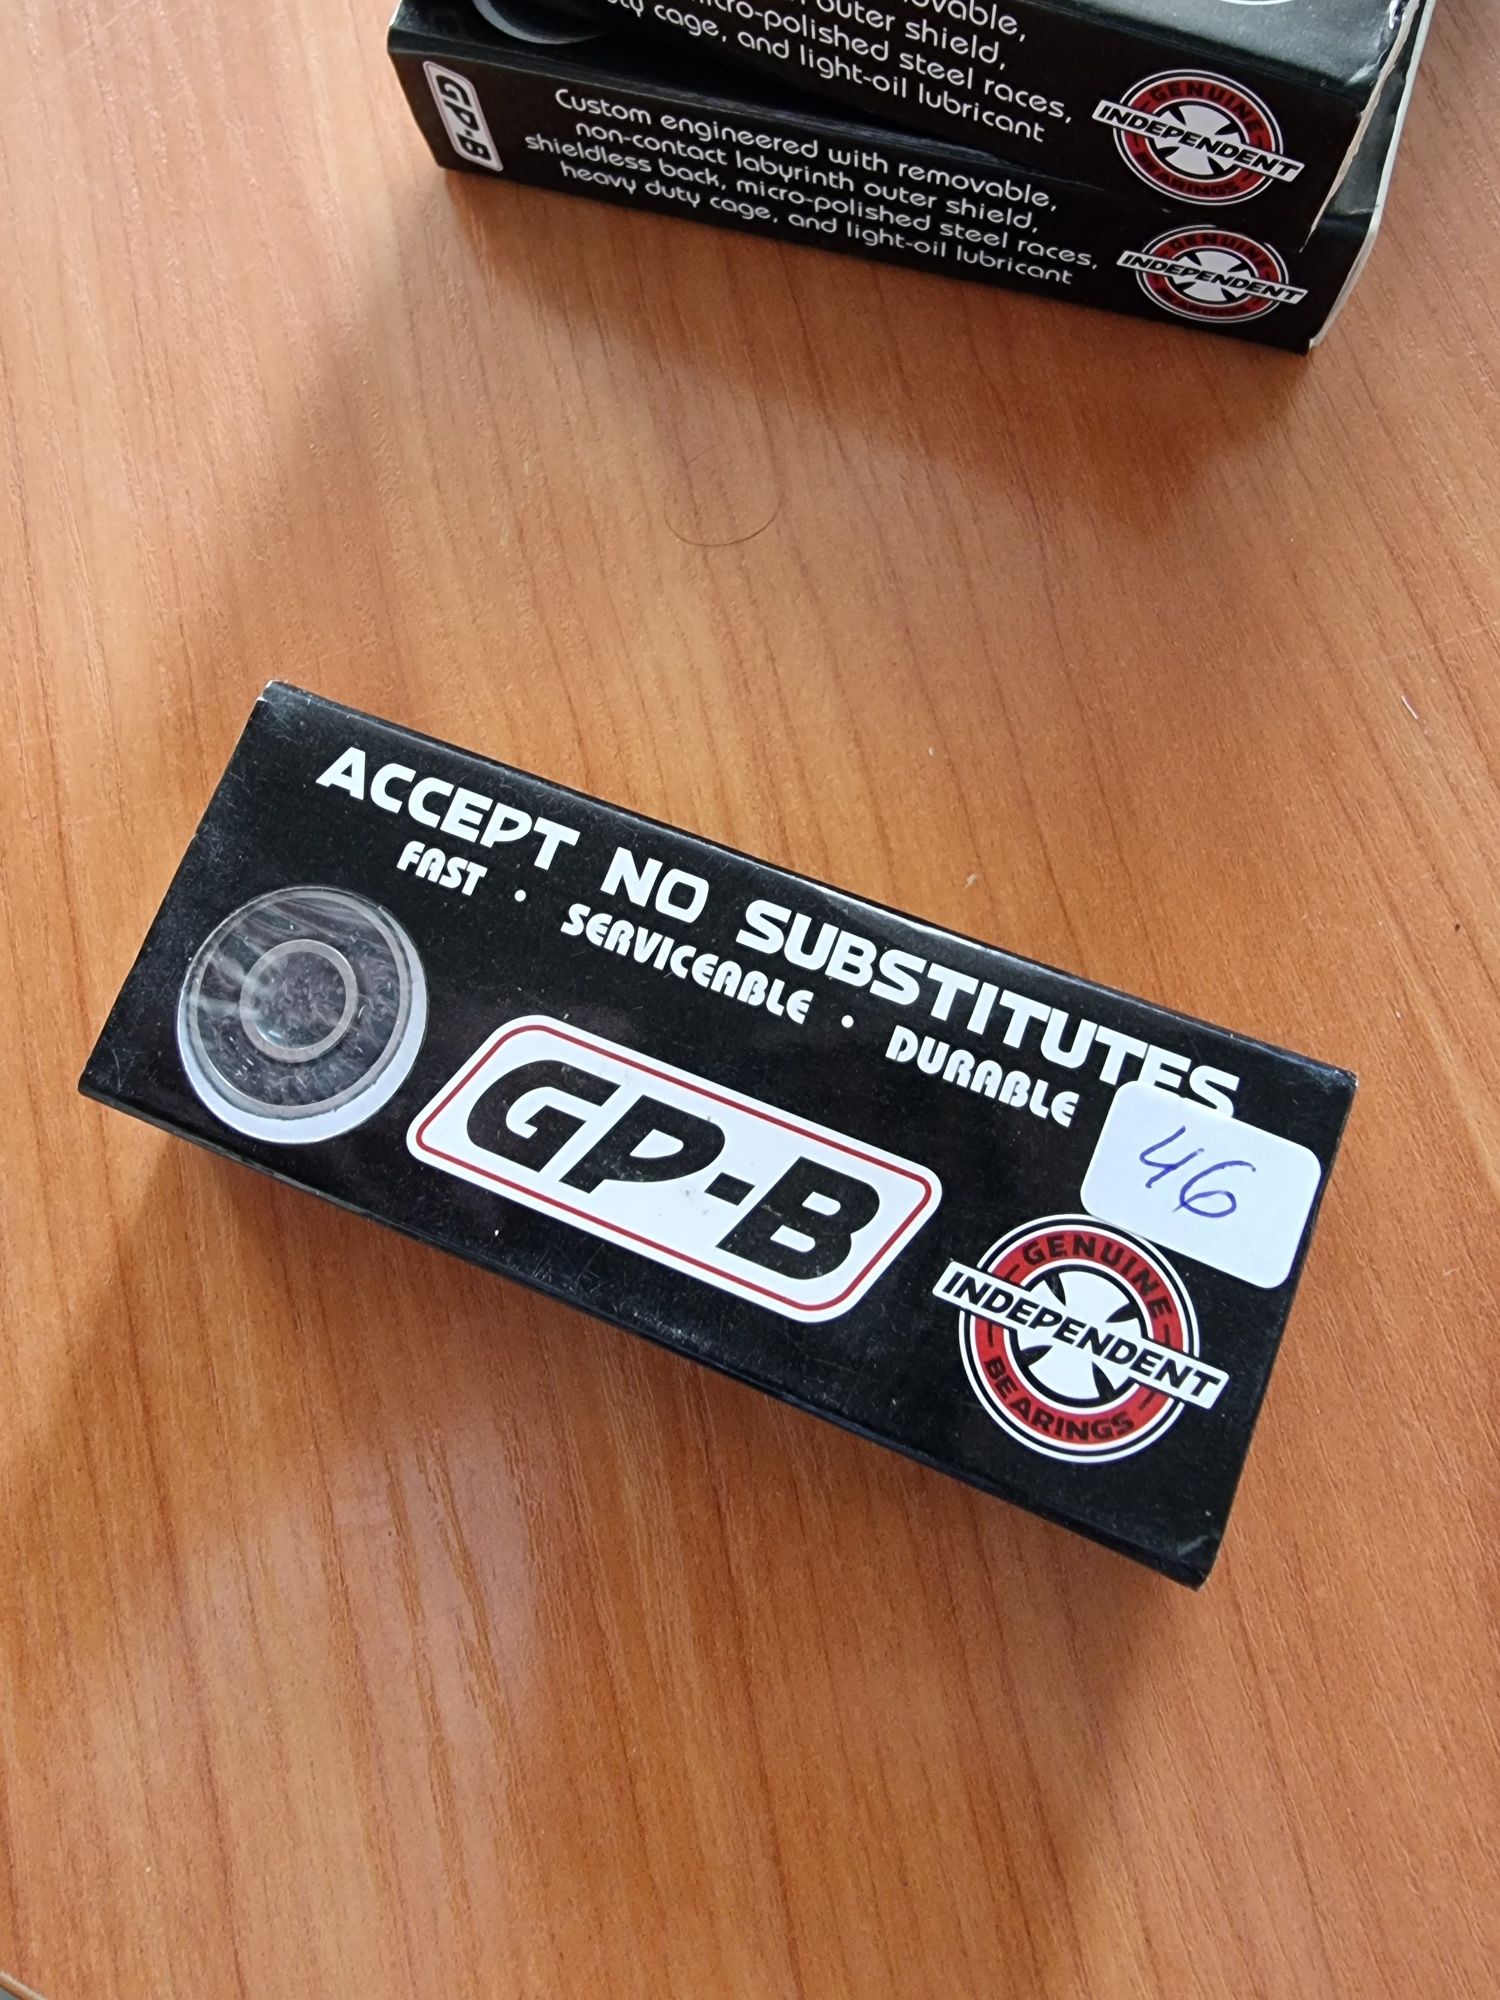 outer shield,
micro-polished steel races,
cage, and light-oil lubricant
GENUINE
INDEPENDENT
BEARINGS
GP-B
Custom engineered with removable,
non-contact labyrinth outer shield,
shieldless back, micro-polished steel races,
heavy duty cage, and light-oil lubricant
GENUINE
INDEPENDENT
BEARINGS
ACCEPT NO SUBSTITUTES
FAST · SERVICEABLE · DURABLE
GP-B
46
GENUINE
INDEPENDENT
BEARINGS